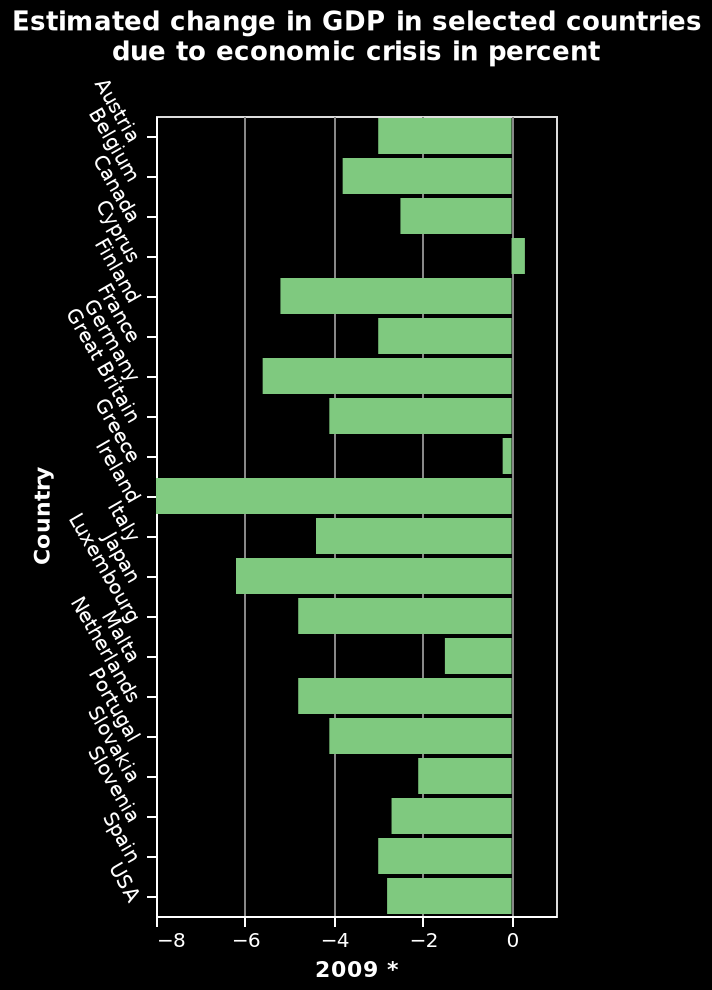 Estimated change in GDP in selected countries
due to economic crisis in percent
Country
Austria
Belgium
Canada
Cyprus
Finland
France
Germany
Great Britain
Greece
Ireland
Italy
Japan
Luxembourg
Malta
Netherlands
Portugal
Slovakia
Slovenia
Spain
USA
−8 −6 −4 −2 0
2009 *